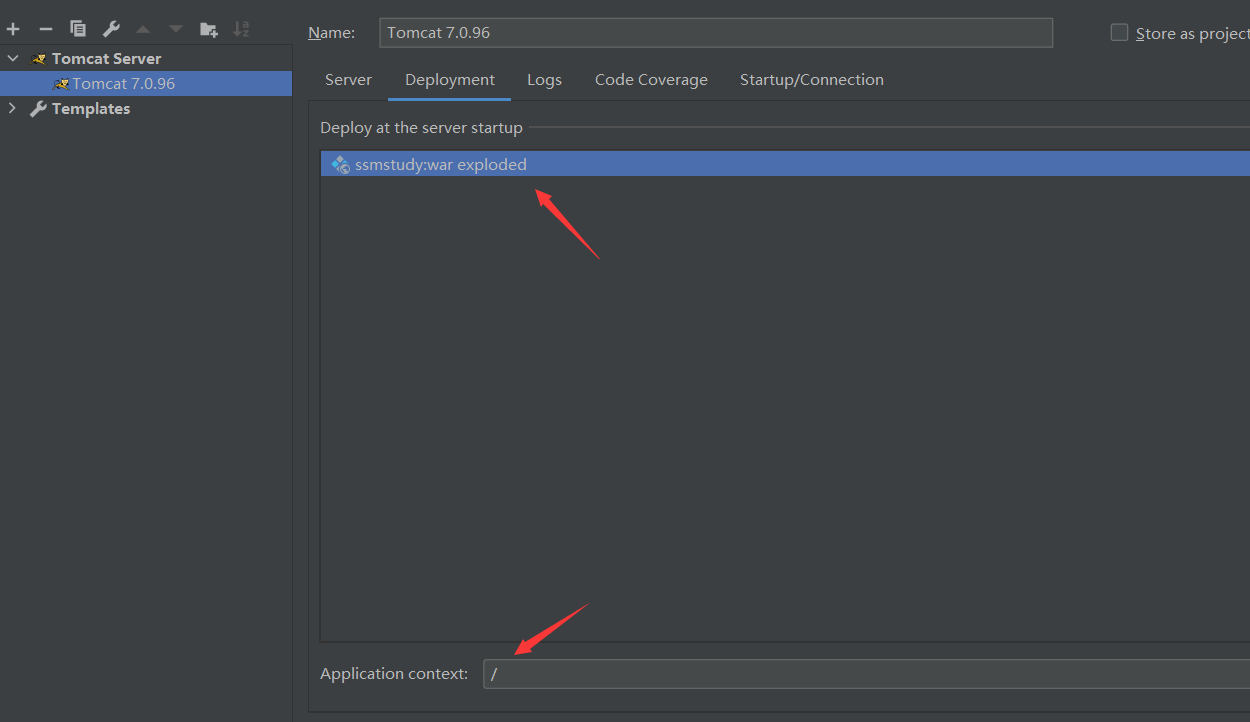 Name: Tomcat 7.0.96
Store as project
Tomcat Server
Tomcat 7.0.96
Templates
Server Deployment Logs Code Coverage Startup/Connection
Deploy at the server startup
ssmstudy:war exploded
Application context: /